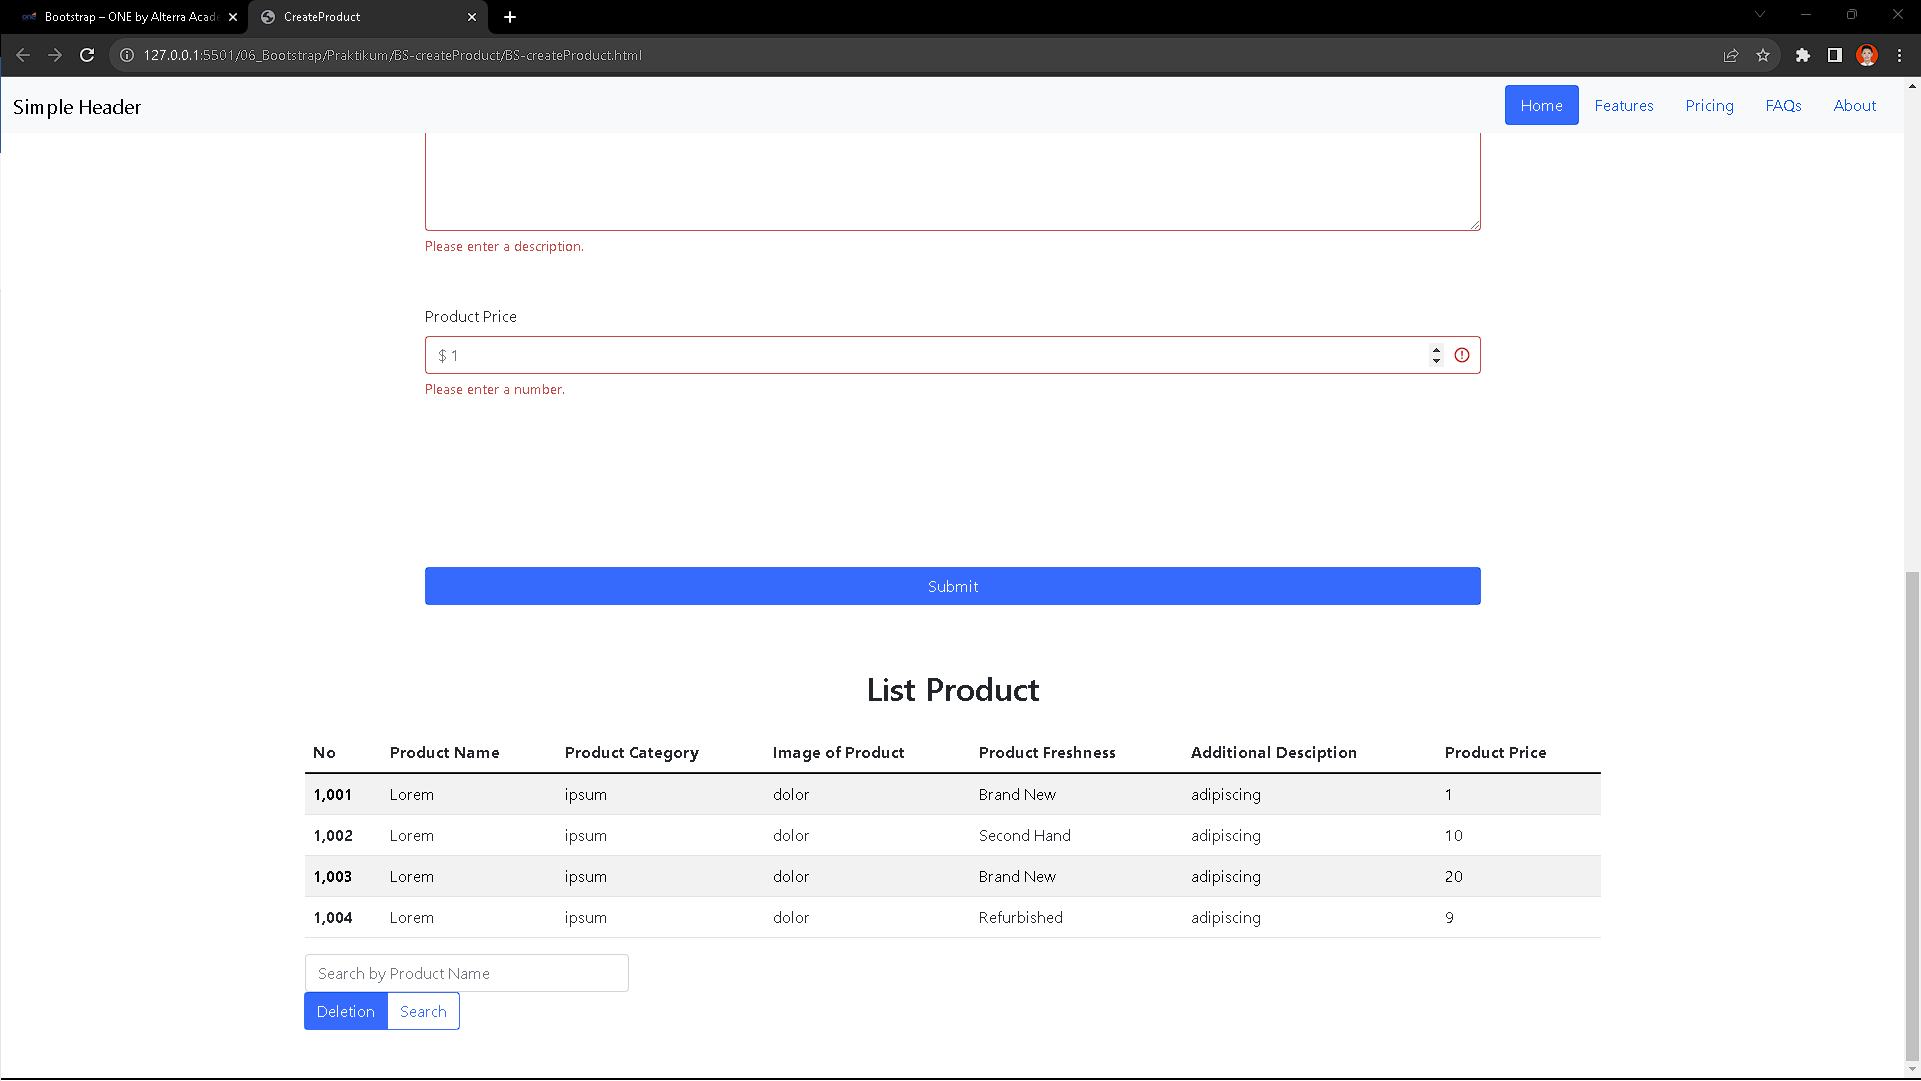 Bootstrap – ONE by Alterra Acade
CreateProduct
127.0.0.1:5501/06_Bootstrap/Praktikum/BS-createProduct/BS-createProduct.html
Simple Header
Home Features Pricing FAQs About
Please enter a description.
Product Price
$ 1
Please enter a number.
Submit
List Product
No Product Name Product Category Image of Product Product Freshness Additional Desciption Product Price
1,001 Lorem ipsum dolor Brand New adipiscing 1
1,002 Lorem ipsum dolor Second Hand adipiscing 10
1,003 Lorem ipsum dolor Brand New adipiscing 20
1,004 Lorem ipsum dolor Refurbished adipiscing 9
Search by Product Name
Deletion Search